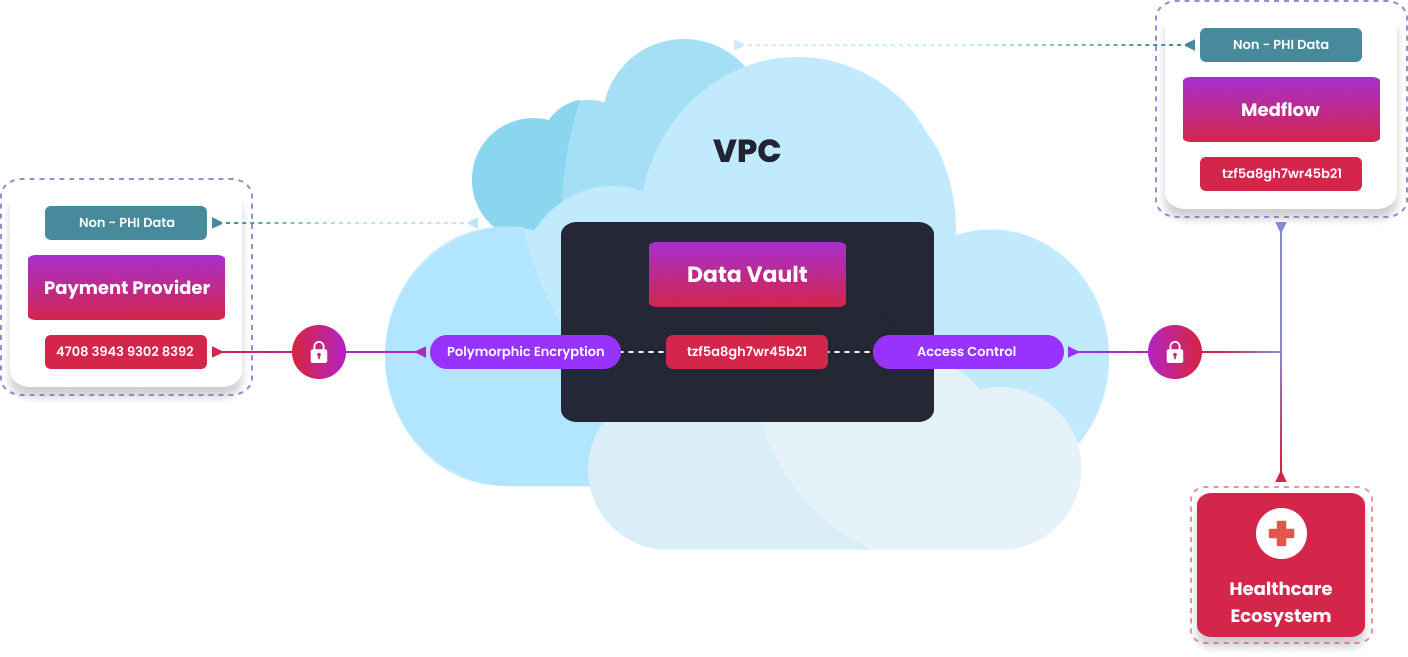 Non - PHI Data
Medflow
tzf5a8gh7wr45b21
VPC
Non - PHI Data
Payment Provider
4708 3943 9302 8392
Data Vault
Polymorphic Encryption
tzf5a8gh7wr45b21
Access Control
Healthcare
Ecosystem